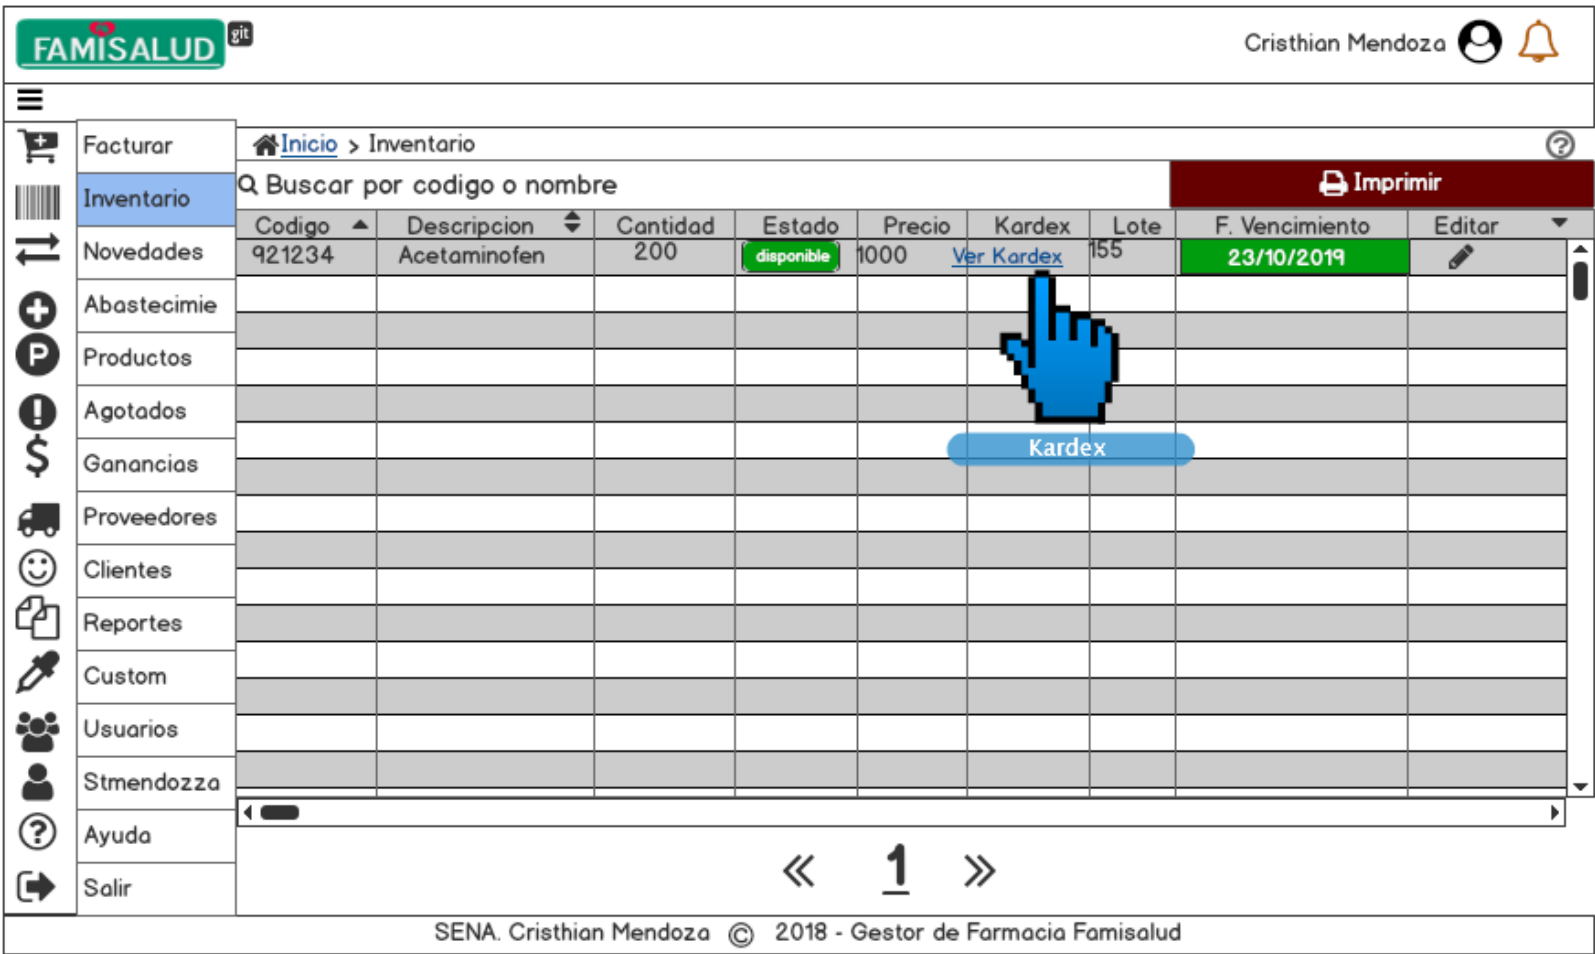 FAMISALUD git
Cristhian Mendoza
Facturar
Inventario
Novedades
Abastecimie
Productos
Agotados
Ganancias
Proveedores
Clientes
Reportes
Custom
Usuarios
Stmendozza
Ayuda
Salir
Inicio > Inventario
Buscar por codigo o nombre
Imprimir
Codigo Descripcion Cantidad Estado Precio Kardex Lote F. Vencimiento Editar
921234 Acetaminofen 200 disponible 1000 Ver Kardex 155 23/10/2019
Kardex
« 1 »
SENA. Cristhian Mendoza © 2018 - Gestor de Farmacia Famisalud